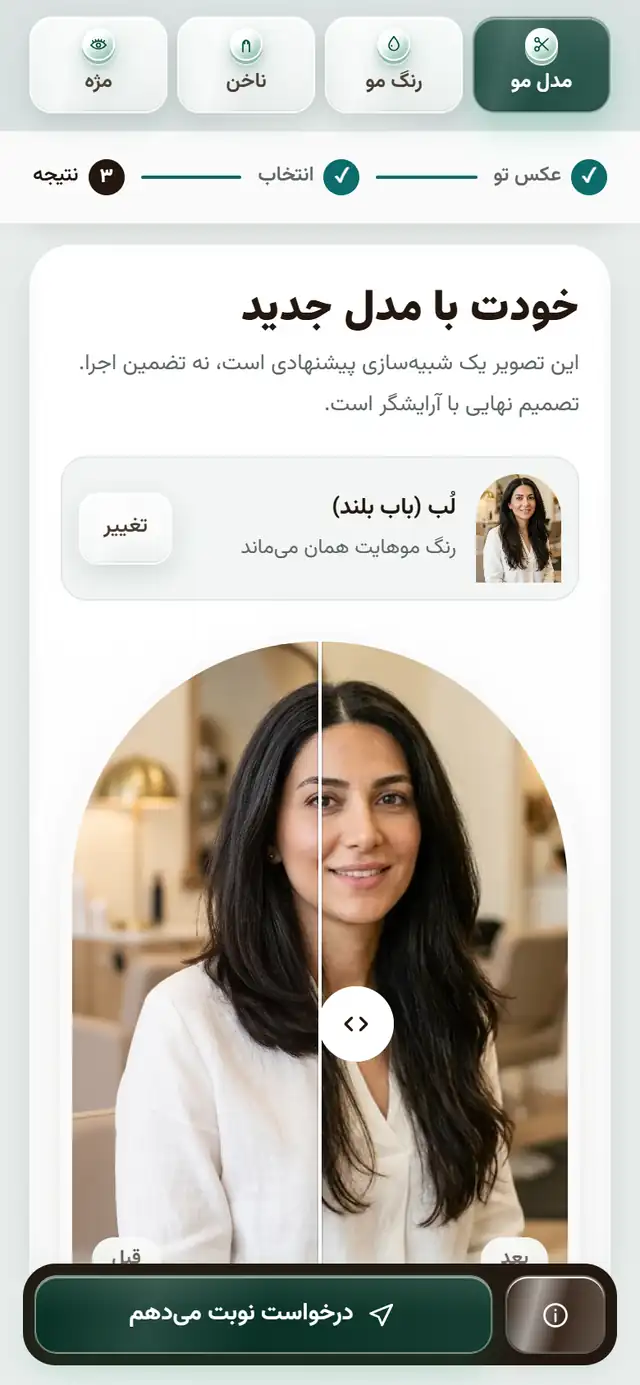 مدل مو
رنگ مو
ناخن
مژه
عکس تو
انتخاب
۳ نتیجه
خودت با مدل جدید
این تصویر یک شبیه‌سازی پیشنهادی است، نه تضمین اجرا.
تصمیم نهایی با آرایشگر است.
لُب (باب بلند)
رنگ موهایت همان می‌ماند
تغییر
بعد
قبل
درخواست نوبت می‌دهم